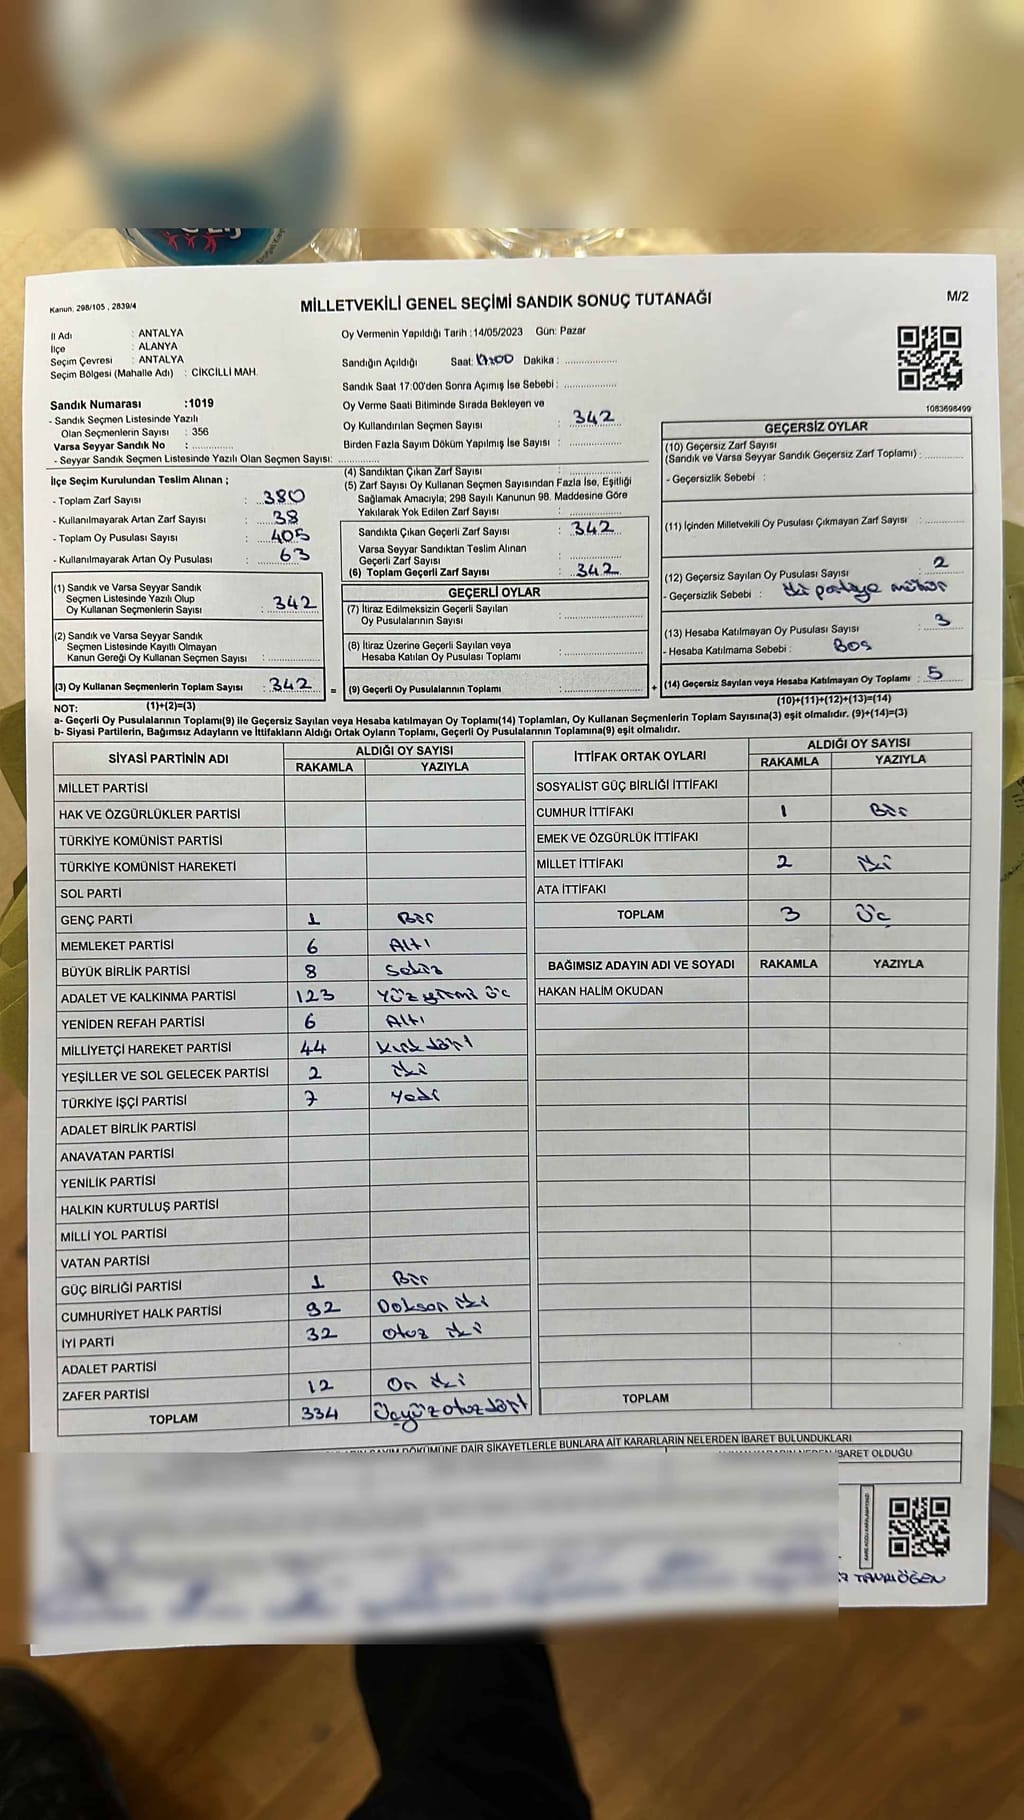 Kanun, 298/105 , 2839/4
MİLLETVEKİLİ GENEL SEÇİMİ SANDIK SONUÇ TUTANAĞI
M/2
İl Adı : ANTALYA
İlçe : ALANYA
Seçim Çevresi : ANTALYA
Seçim Bölgesi (Mahalle Adı) : CİKCİLLİ MAH.
Sandık Numarası :1019
- Sandık Seçmen Listesinde Yazılı
Olan Seçmenlerin Sayısı : 356
Varsa Seyyar Sandık No :
- Seyyar Sandık Seçmen Listesinde Yazılı Olan Seçmen Sayısı:
Oy Vermenin Yapıldığı Tarih :14/05/2023 Gün: Pazar
Sandığın Açıldığı Saat: 17:00 Dakika :
Sandık Saat 17:00'den Sonra Açımış İse Sebebi :
Oy Verme Saati Bitiminde Sırada Bekleyen ve
Oy Kullandırılan Seçmen Sayısı : 342
Birden Fazla Sayım Döküm Yapılmış İse Sayısı :
1083698499
İlçe Seçim Kurulundan Teslim Alınan ;
- Toplam Zarf Sayısı : 380
- Kullanılmayarak Artan Zarf Sayısı : 38
- Toplam Oy Pusulası Sayısı : 405
- Kullanılmayarak Artan Oy Pusulası : 63
(1) Sandık ve Varsa Seyyar Sandık
Seçmen Listesinde Yazılı Olup
Oy Kullanan Seçmenlerin Sayısı : 342
(2) Sandık ve Varsa Seyyar Sandık
Seçmen Listesinde Kayıtlı Olmayan
Kanun Gereği Oy Kullanan Seçmen Sayısı :
(3) Oy Kullanan Seçmenlerin Toplam Sayısı : 342 =
(1)+(2)=(3)
(4) Sandıktan Çıkan Zarf Sayısı :
(5) Zarf Sayısı Oy Kullanan Seçmen Sayısından Fazla İse, Eşitliği
Sağlamak Amacıyla; 298 Sayılı Kanunun 98. Maddesine Göre
Yakılarak Yok Edilen Zarf Sayısı :
Sandıkta Çıkan Geçerli Zarf Sayısı : 342
Varsa Seyyar Sandıktan Teslim Alınan
Geçerli Zarf Sayısı :
(6) Toplam Geçerli Zarf Sayısı : 342
GEÇERLİ OYLAR
(7) İtiraz Edilmeksizin Geçerli Sayılan
Oy Pusulalarının Sayısı :
(8) İtiraz Üzerine Geçerli Sayılan veya
Hesaba Katılan Oy Pusulası Toplamı :
(9) Geçerli Oy Pusulalarının Toplamı : +
GEÇERSİZ OYLAR
(10) Geçersiz Zarf Sayısı
(Sandık ve Varsa Seyyar Sandık Geçersiz Zarf Toplamı) :
- Geçersizlik Sebebi :
(11) İçinden Milletvekili Oy Pusulası Çıkmayan Zarf Sayısı :
(12) Geçersiz Sayılan Oy Pusulası Sayısı : 2
- Geçersizlik Sebebi : iki partiye mühür
(13) Hesaba Katılmayan Oy Pusulası Sayısı : 3
- Hesaba Katılmama Sebebi : Boş
(14) Geçersiz Sayılan veya Hesaba Katılmayan Oy Toplamı : 5
(10)+(11)+(12)+(13)=(14)
NOT:
a- Geçerli Oy Pusulalarının Toplamı(9) ile Geçersiz Sayılan veya Hesaba katılmayan Oy Toplamı(14) Toplamları, Oy Kullanan Seçmenlerin Toplam Sayısına(3) eşit olmalıdır. (9)+(14)=(3)
b- Siyasi Partilerin, Bağımsız Adayların ve İttifakların Aldığı Ortak Oyların Toplamı, Geçerli Oy Pusulalarının Toplamına(9) eşit olmalıdır.
SİYASİ PARTİNİN ADI ALDIĞI OY SAYISI
RAKAMLA YAZIYLA
MİLLET PARTİSİ
HAK VE ÖZGÜRLÜKLER PARTİSİ
TÜRKİYE KOMÜNİST PARTİSİ
TÜRKİYE KOMÜNİST HAREKETİ
SOL PARTİ
GENÇ PARTİ 1 Bir
MEMLEKET PARTİSİ 6 Altı
BÜYÜK BİRLİK PARTİSİ 8 Sekiz
ADALET VE KALKINMA PARTİSİ 123 Yüz yirmi üç
YENİDEN REFAH PARTİSİ 6 Altı
MİLLİYETÇİ HAREKET PARTİSİ 44 Kırk dört
YEŞİLLER VE SOL GELECEK PARTİSİ 2 iki
TÜRKİYE İŞÇİ PARTİSİ 7 Yedi
ADALET BİRLİK PARTİSİ
ANAVATAN PARTİSİ
YENİLİK PARTİSİ
HALKIN KURTULUŞ PARTİSİ
MİLLİ YOL PARTİSİ
VATAN PARTİSİ
GÜÇ BİRLİĞİ PARTİSİ 1 Bir
CUMHURİYET HALK PARTİSİ 92 Doksan iki
İYİ PARTİ 32 Otuz iki
ADALET PARTİSİ
ZAFER PARTİSİ 12 On iki
TOPLAM 334 Üçyüz otuz dört
İTTİFAK ORTAK OYLARI ALDIĞI OY SAYISI
RAKAMLA YAZIYLA
SOSYALİST GÜÇ BİRLİĞİ İTTİFAKI
CUMHUR İTTİFAKI 1 Bir
EMEK VE ÖZGÜRLÜK İTTİFAKI
MİLLET İTTİFAKI 2 iki
ATA İTTİFAKI
TOPLAM 3 Üç
BAĞIMSIZ ADAYIN ADI VE SOYADI RAKAMLA YAZIYLA
HAKAN HALİM OKUDAN
TOPLAM
DÖKÜMÜNE DAİR ŞİKAYETLERLE BUNLARA AİT KARARLARIN NELERDEN İBARET BULUNDUKLARI
İBARET OLDUĞU